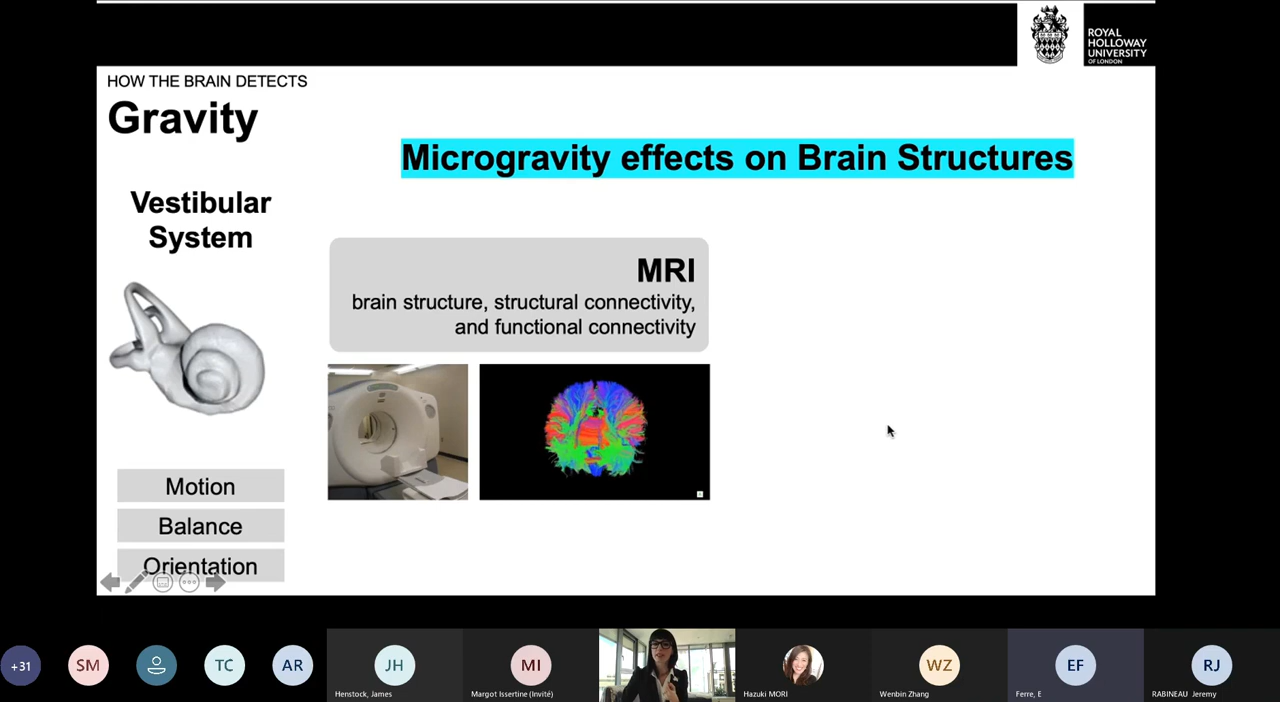 ROYAL
HOLLOWAY
UNIVERSITY
OF LONDON
HOW THE BRAIN DETECTS
Gravity
Microgravity effects on Brain Structures
Vestibular
System
MRI
brain structure, structural connectivity,
and functional connectivity
Motion
Balance
Orientation
+31
SM
TC
AR
JH
Henstock, James
MI
Margot Issertine (Invité)
Hazuki MORI
WZ
Wenbin Zhang
EF
Ferre, E
RJ
RABINEAU Jeremy